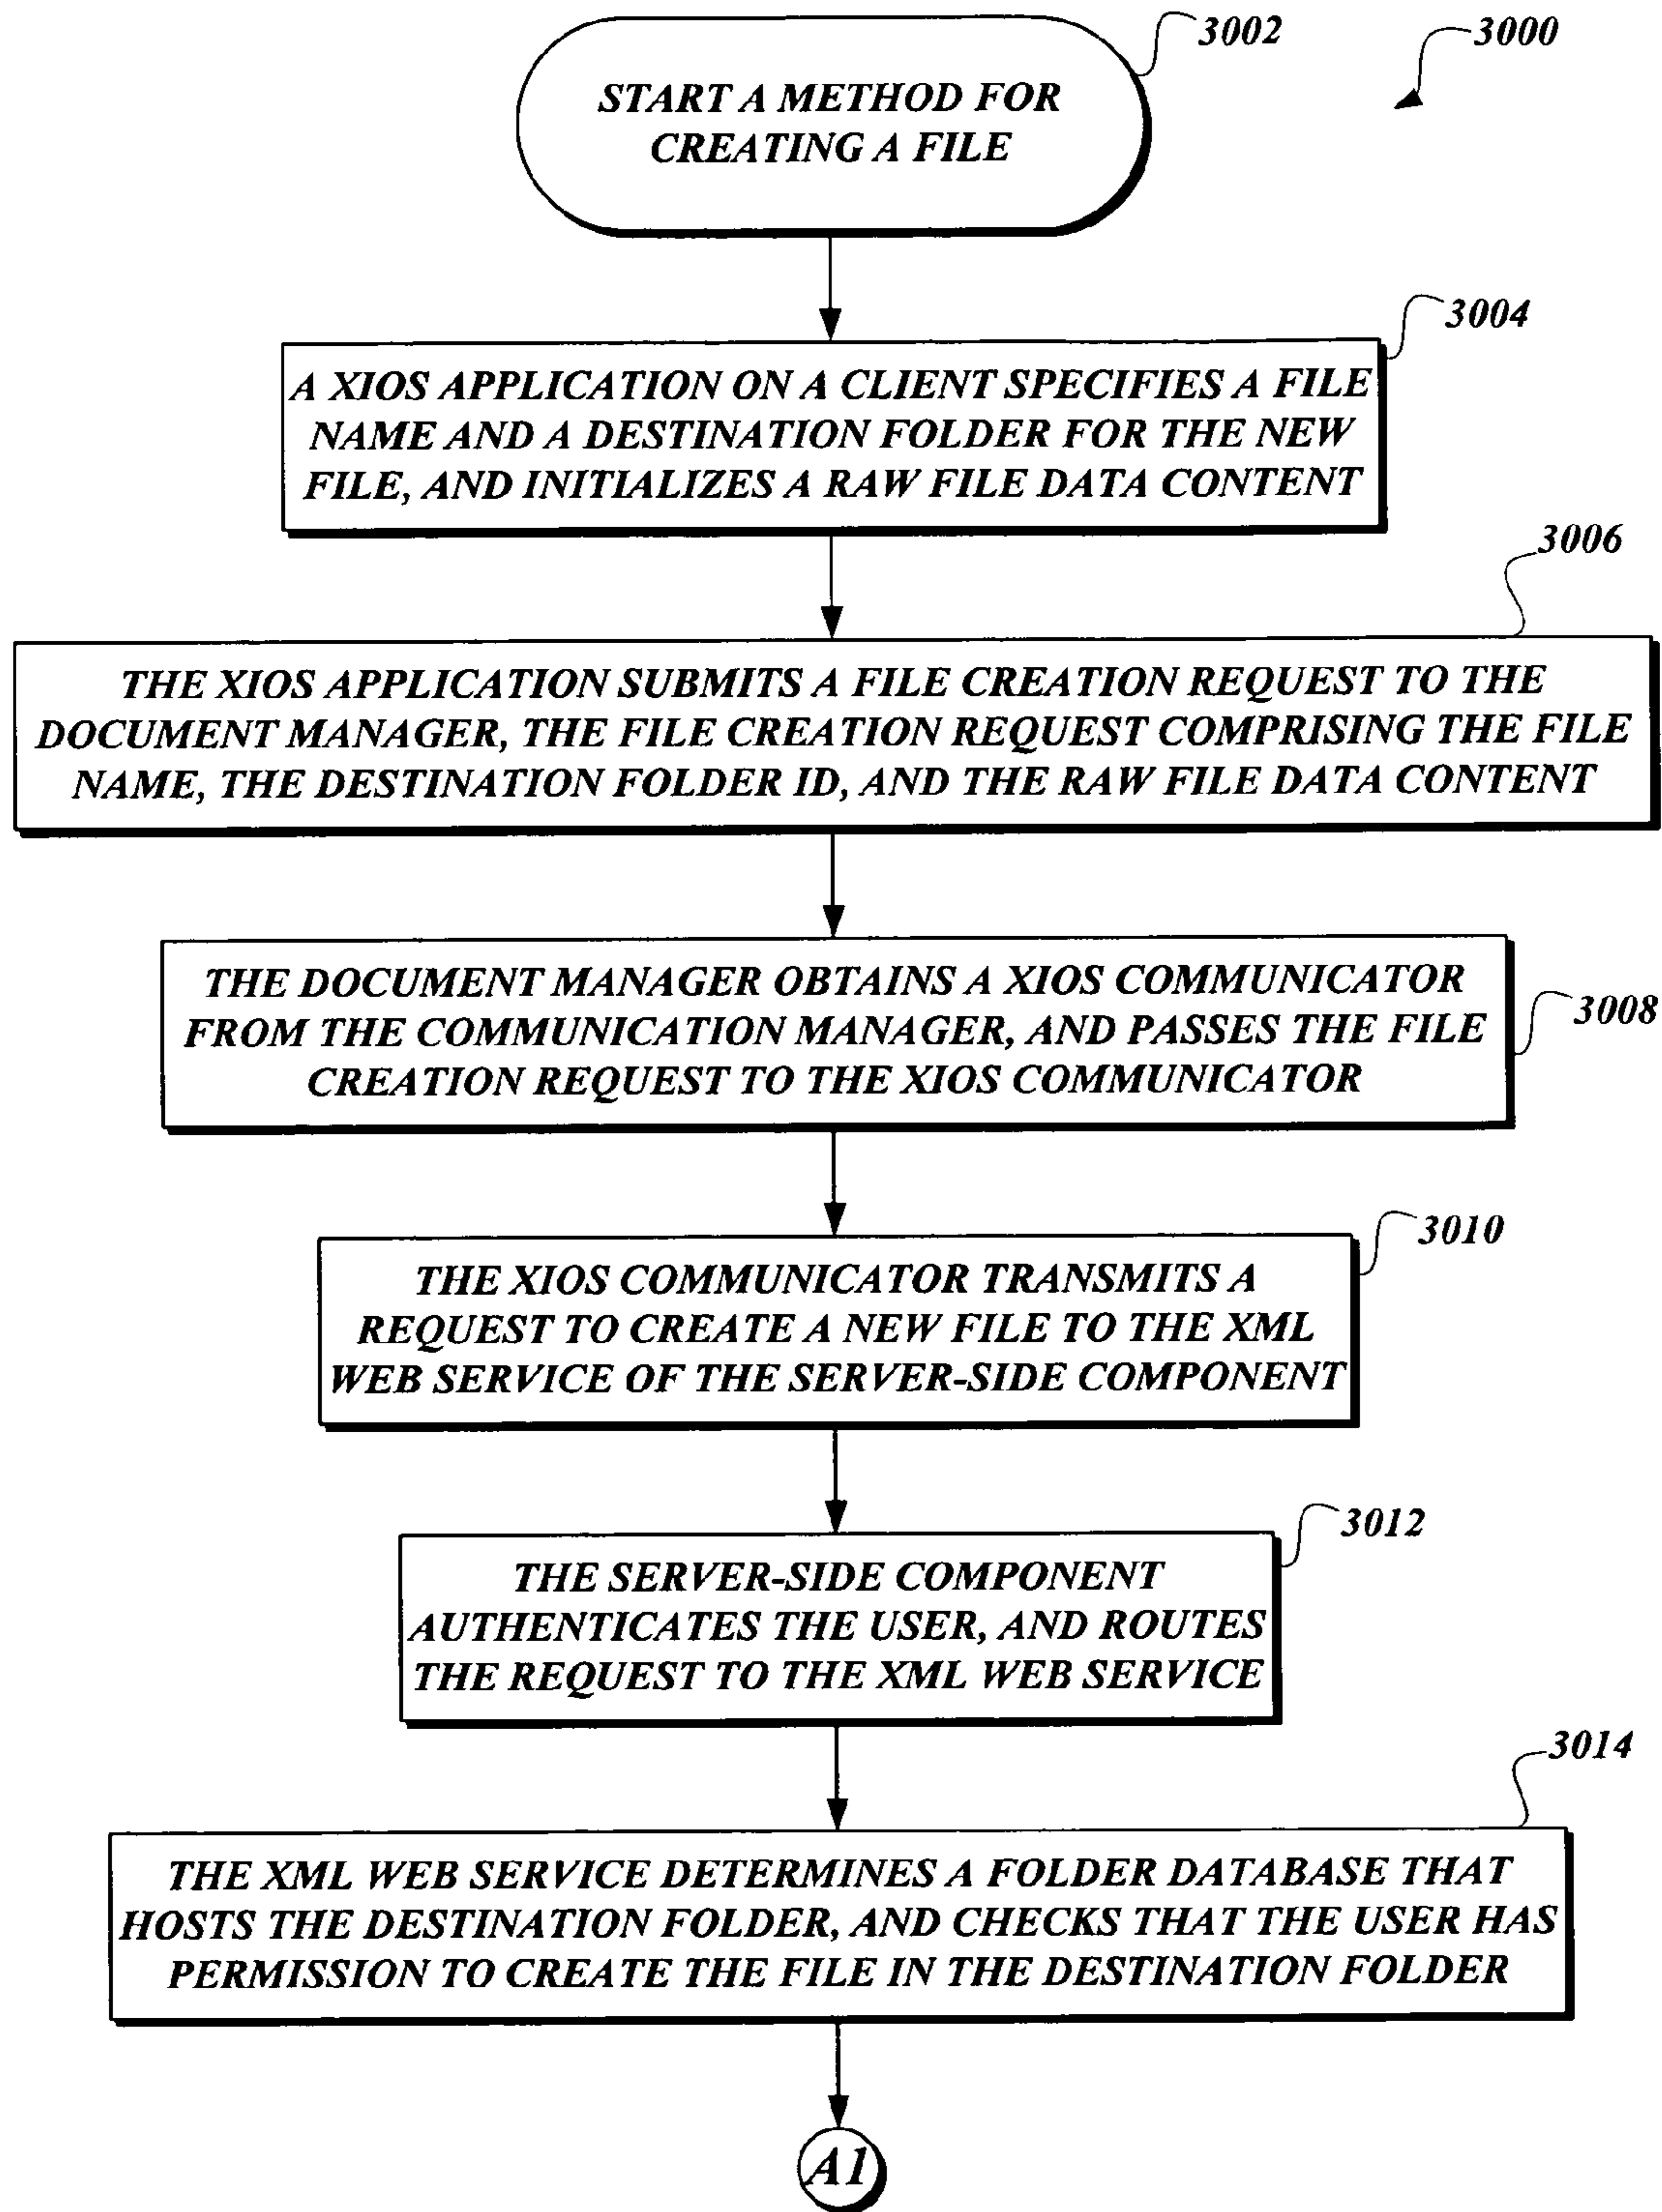 3002
3000
START A METHOD FOR
CREATING A FILE
3004
A XIOS APPLICATION ON A CLIENT SPECIFIES A FILE
NAME AND A DESTINATION FOLDER FOR THE NEW
FILE, AND INITIALIZES A RAW FILE DATA CONTENT
3006
THE XIOS APPLICATION SUBMITS A FILE CREATION REQUEST TO THE
DOCUMENT MANAGER, THE FILE CREATION REQUEST COMPRISING THE FILE
NAME, THE DESTINATION FOLDER ID, AND THE RAW FILE DATA CONTENT
THE DOCUMENT MANAGER OBTAINS A XIOS COMMUNICATOR
FROM THE COMMUNICATION MANAGER, AND PASSES THE FILE
CREATION REQUEST TO THE XIOS COMMUNICATOR
3008
3010
THE XIOS COMMUNICATOR TRANSMITS A
REQUEST TO CREATE A NEW FILE TO THE XML
WEB SERVICE OF THE SERVER-SIDE COMPONENT
3012
THE SERVER-SIDE COMPONENT
AUTHENTICATES THE USER, AND ROUTES
THE REQUEST TO THE XML WEB SERVICE
3014
THE XML WEB SERVICE DETERMINES A FOLDER DATABASE THAT
HOSTS THE DESTINATION FOLDER, AND CHECKS THAT THE USER HAS
PERMISSION TO CREATE THE FILE IN THE DESTINATION FOLDER
A1